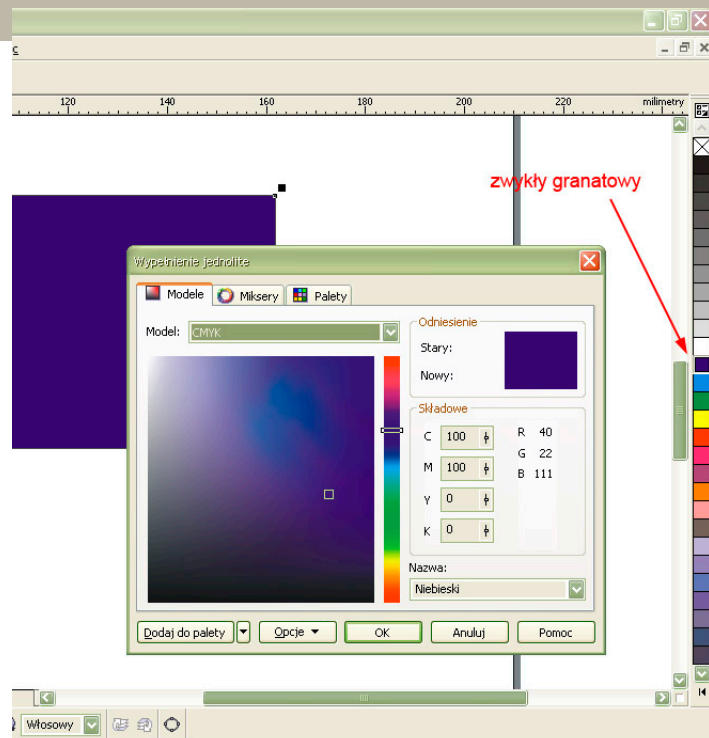 c
120 140 160 180 200 220 milimetry
zwykły granatowy
Wypełnienie jednolite
Modele Miksery Palety
Model: CMYK
Odniesienie
Stary:
Nowy:
Składowe
C 100 R 40
G 22
M 100 B 111
Y 0
K 0
Nazwa:
Niebieski
Dodaj do palety Opcje OK Anuluj Pomoc
Włosowy